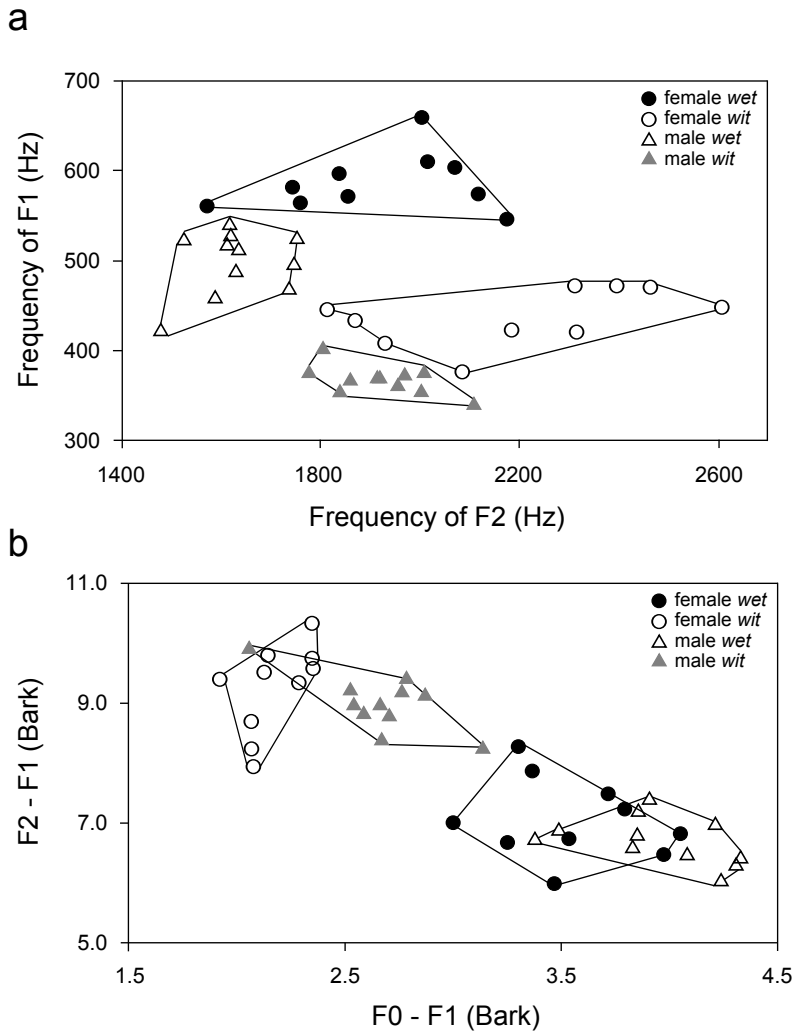 a
700
600
500
400
300
Frequency of F1 (Hz)
female wet
female wit
male wet
male wit
1400 1800 2200 2600
Frequency of F2 (Hz)
b
11.0
9.0
7.0
5.0
F2 - F1 (Bark)
female wet
female wit
male wet
male wit
1.5 2.5 3.5 4.5
F0 - F1 (Bark)